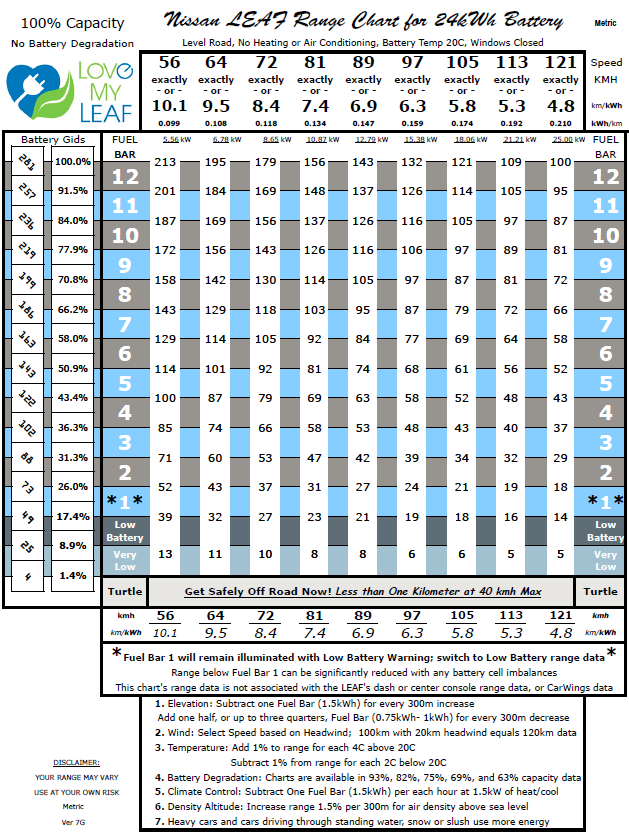 100% Capacity
Nissan LEAF Range Chart for 24kWh Battery
Metric
No Battery Degradation
Level Road, No Heating or Air Conditioning, Battery Temp 20C, Windows Closed
LOVe MY LEAF
56 64 72 81 89 97 105 113 121 Speed
exactly exactly exactly exactly exactly exactly exactly exactly exactly KMH
- or - - or - - or - - or - - or - - or - - or - - or - - or -
10.1 9.5 8.4 7.4 6.9 6.3 5.8 5.3 4.8 km/kWh
0.099 0.108 0.118 0.134 0.147 0.159 0.174 0.192 0.210 kWh/km
Battery Gids FUEL BAR 5.56 kW 6.78 kW 8.65 kW 10.87 kW 12.79 kW 15.38 kW 18.06 kW 21.21 kW 25.00 kW FUEL BAR
281 100.0% 213 195 179 156 143 132 121 109 100
12 12
257 91.5% 201 184 169 148 137 126 114 105 95
11 11
236 84.0% 187 169 156 137 126 116 105 97 87
10 10
219 77.9% 172 156 143 126 116 106 97 89 81
9 9
199 70.8% 158 142 130 114 105 97 87 81 72
8 8
186 66.2% 143 129 118 103 95 87 79 72 66
7 7
163 58.0% 129 114 105 92 84 77 69 64 58
6 6
143 50.9% 114 101 92 81 74 68 61 56 52
5 5
122 43.4% 100 87 79 69 63 58 52 48 43
4 4
102 36.3% 85 74 66 58 53 48 43 40 37
3 3
88 31.3% 71 60 53 47 42 39 34 32 29
2 2
73 26.0% 52 43 37 31 27 24 21 19 18
*1* *1*
49 17.4% 39 32 27 23 21 19 18 16 14
Low Battery Low Battery
25 8.9% 13 11 10 8 8 6 6 5 5
Very Low Very Low
4 1.4%
Turtle Get Safely Off Road Now! Less than One Kilometer at 40 kmh Max Turtle
kmh 56 64 72 81 89 97 105 113 121 kmh
km/kWh 10.1 9.5 8.4 7.4 6.9 6.3 5.8 5.3 4.8 km/kWh
*Fuel Bar 1 will remain illuminated with Low Battery Warning; switch to Low Battery range data*
Range below Fuel Bar 1 can be significantly reduced with any battery cell imbalances
This chart's range data is not associated with the LEAF's dash or center console range data, or CarWings data
1. Elevation: Subtract one Fuel Bar (1.5kWh) for every 300m increase
Add one half, or up to three quarters, Fuel Bar (0.75kWh- 1kWh) for every 300m decrease
2. Wind: Select Speed based on Headwind; 100km with 20km headwind equals 120km data
3. Temperature: Add 1% to range for each 4C above 20C
Subtract 1% from range for each 2C below 20C
4. Battery Degradation: Charts are available in 93%, 82%, 75%, 69%, and 63% capacity data
5. Climate Control: Subtract One Fuel Bar (1.5kW) per each hour at 1.5kW of heat/cool
6. Density Altitude: Increase range 1.5% per 300m for air density above sea level
7. Heavy cars and cars driving through standing water, snow or slush use more energy
DISCLAIMER:
YOUR RANGE MAY VARY
USE AT YOUR OWN RISK
Metric
Ver 7G